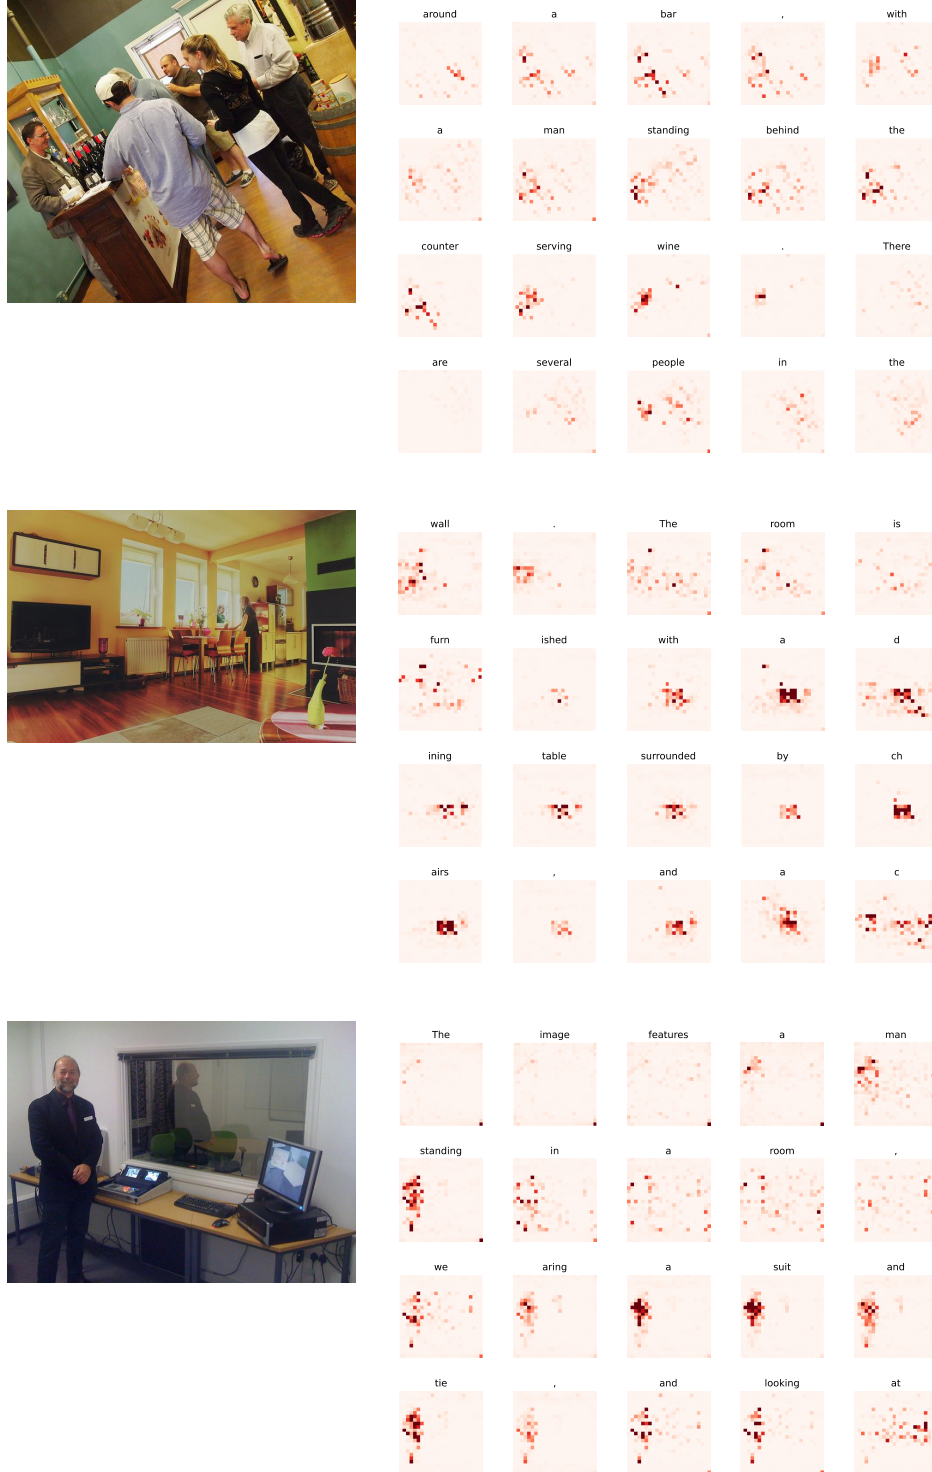 around a bar , with
a man standing behind the
counter serving wine . There
are several people in the
wall . The room is
furn ished with a d
ining table surrounded by ch
airs , and a c
The image features a man
standing in a room ,
we aring a suit and
tie , and looking at